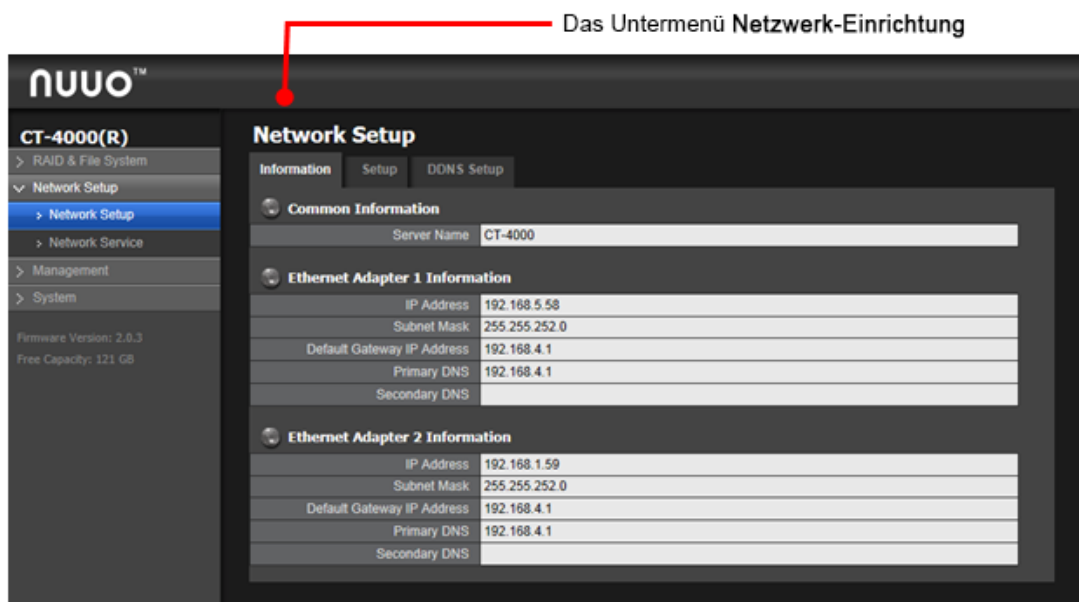 Das Untermenü Netzwerk-Einrichtung
nuuo™
CT-4000(R)
> RAID & File System
Network Setup
> Network Setup
> Network Service
> Management
> System
Firmware Version: 2.0.3
Free Capacity: 121 GB
Network Setup
Information Setup DDNS Setup
Common Information
Server Name CT-4000
Ethernet Adapter 1 Information
IP Address 192.168.5.58
Subnet Mask 255.255.252.0
Default Gateway IP Address 192.168.4.1
Primary DNS 192.168.4.1
Secondary DNS
Ethernet Adapter 2 Information
IP Address 192.168.1.59
Subnet Mask 255.255.252.0
Default Gateway IP Address 192.168.4.1
Primary DNS 192.168.4.1
Secondary DNS